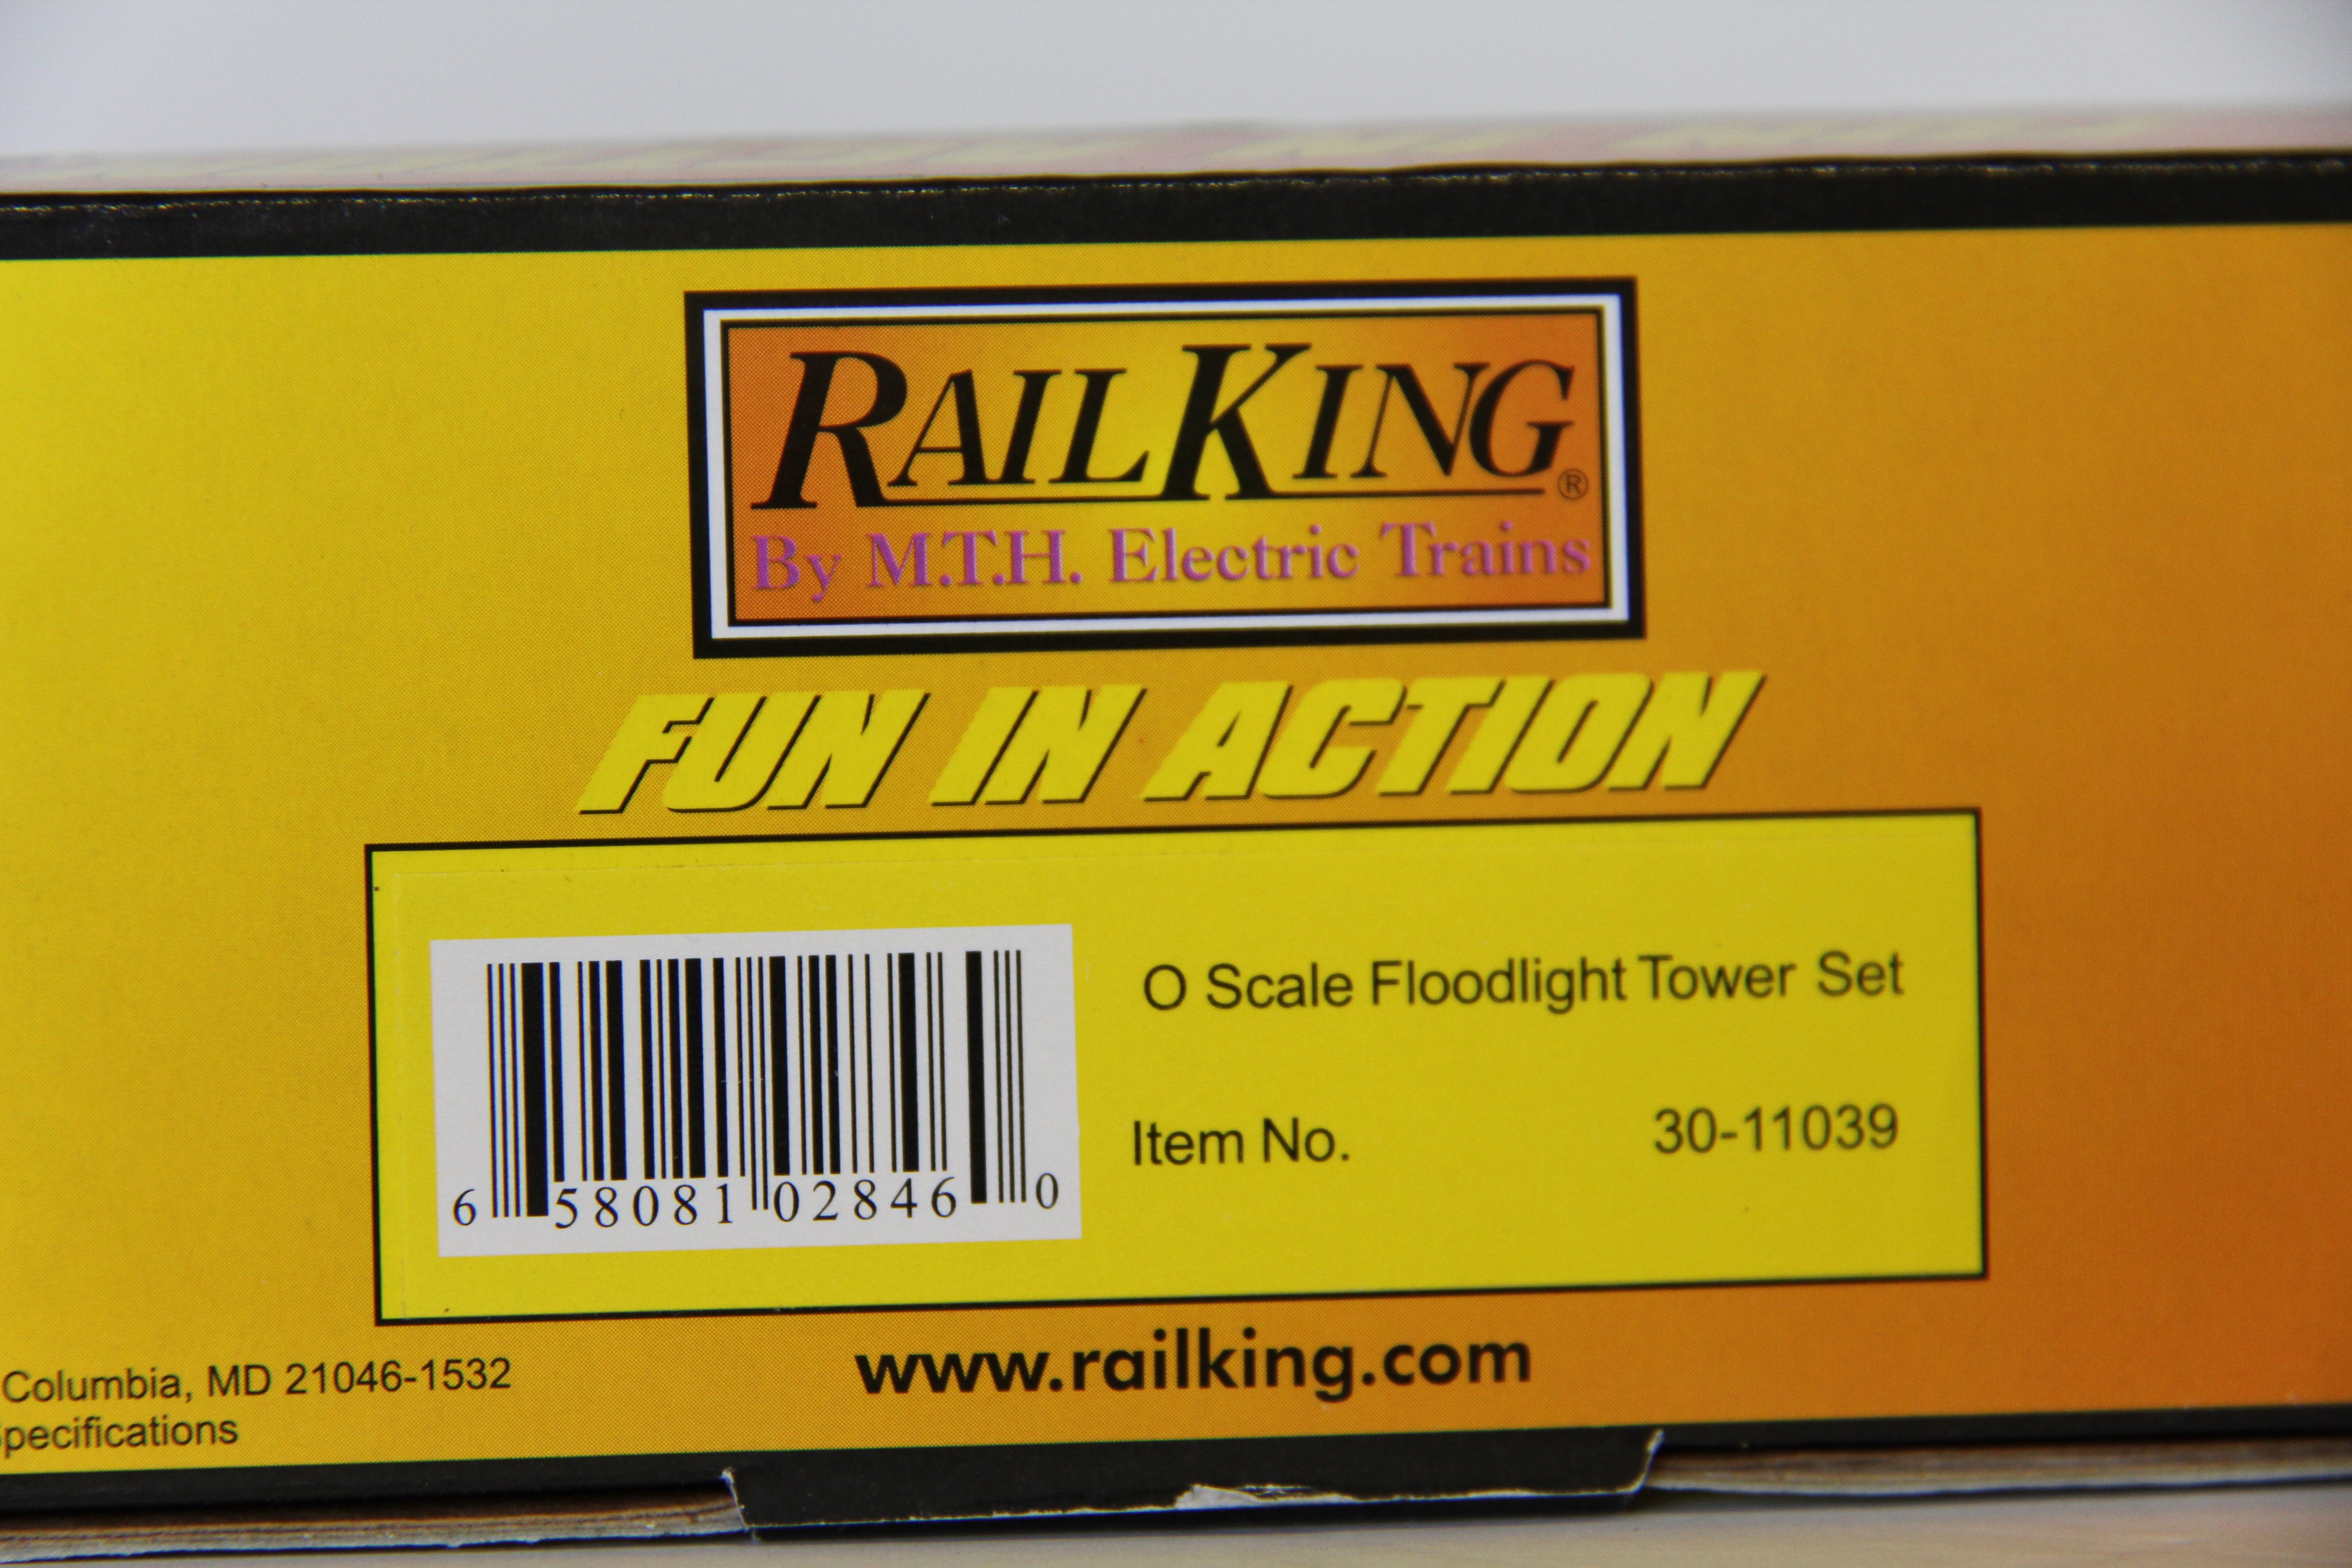 RAILKING®
By M.T.H. Electric Trains
FUN IN ACTION
O Scale Floodlight Tower Set
Item No. 30-11039
6 58081 02846 0
www.railking.com
Columbia, MD 21046-1532
Specifications